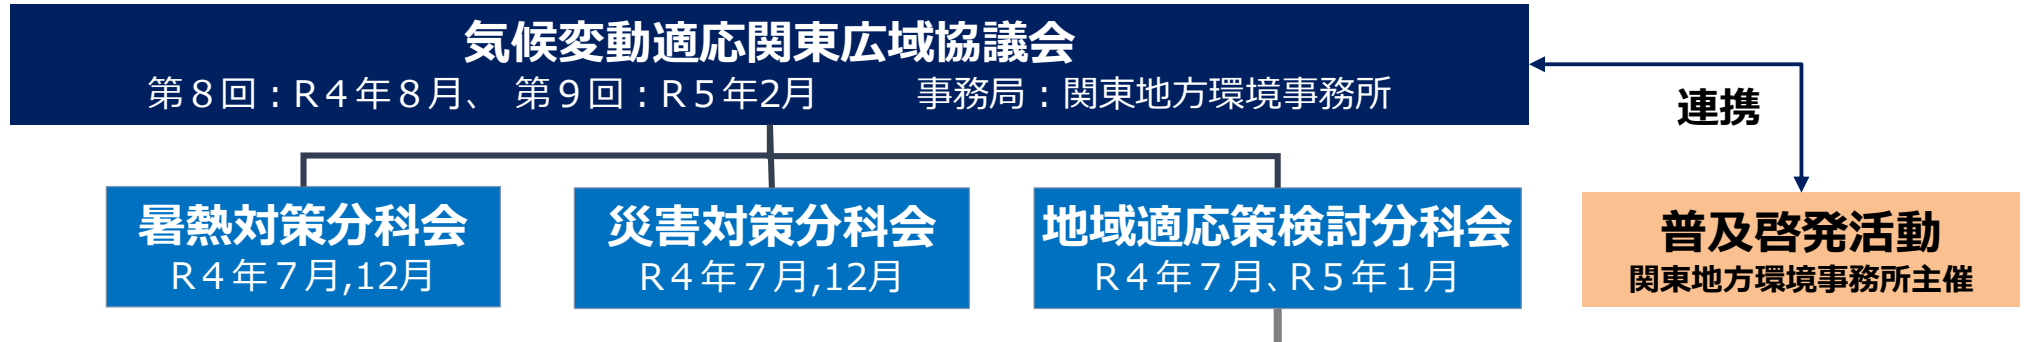 気候変動適応関東広域協議会
第８回：R４年８月、 第９回：R５年2月　　事務局：関東地方環境事務所
連携
暑熱対策分科会
R４年７月,12月
災害対策分科会
R４年７月,12月
地域適応策検討分科会
R４年７月、R５年１月
普及啓発活動
関東地方環境事務所主催